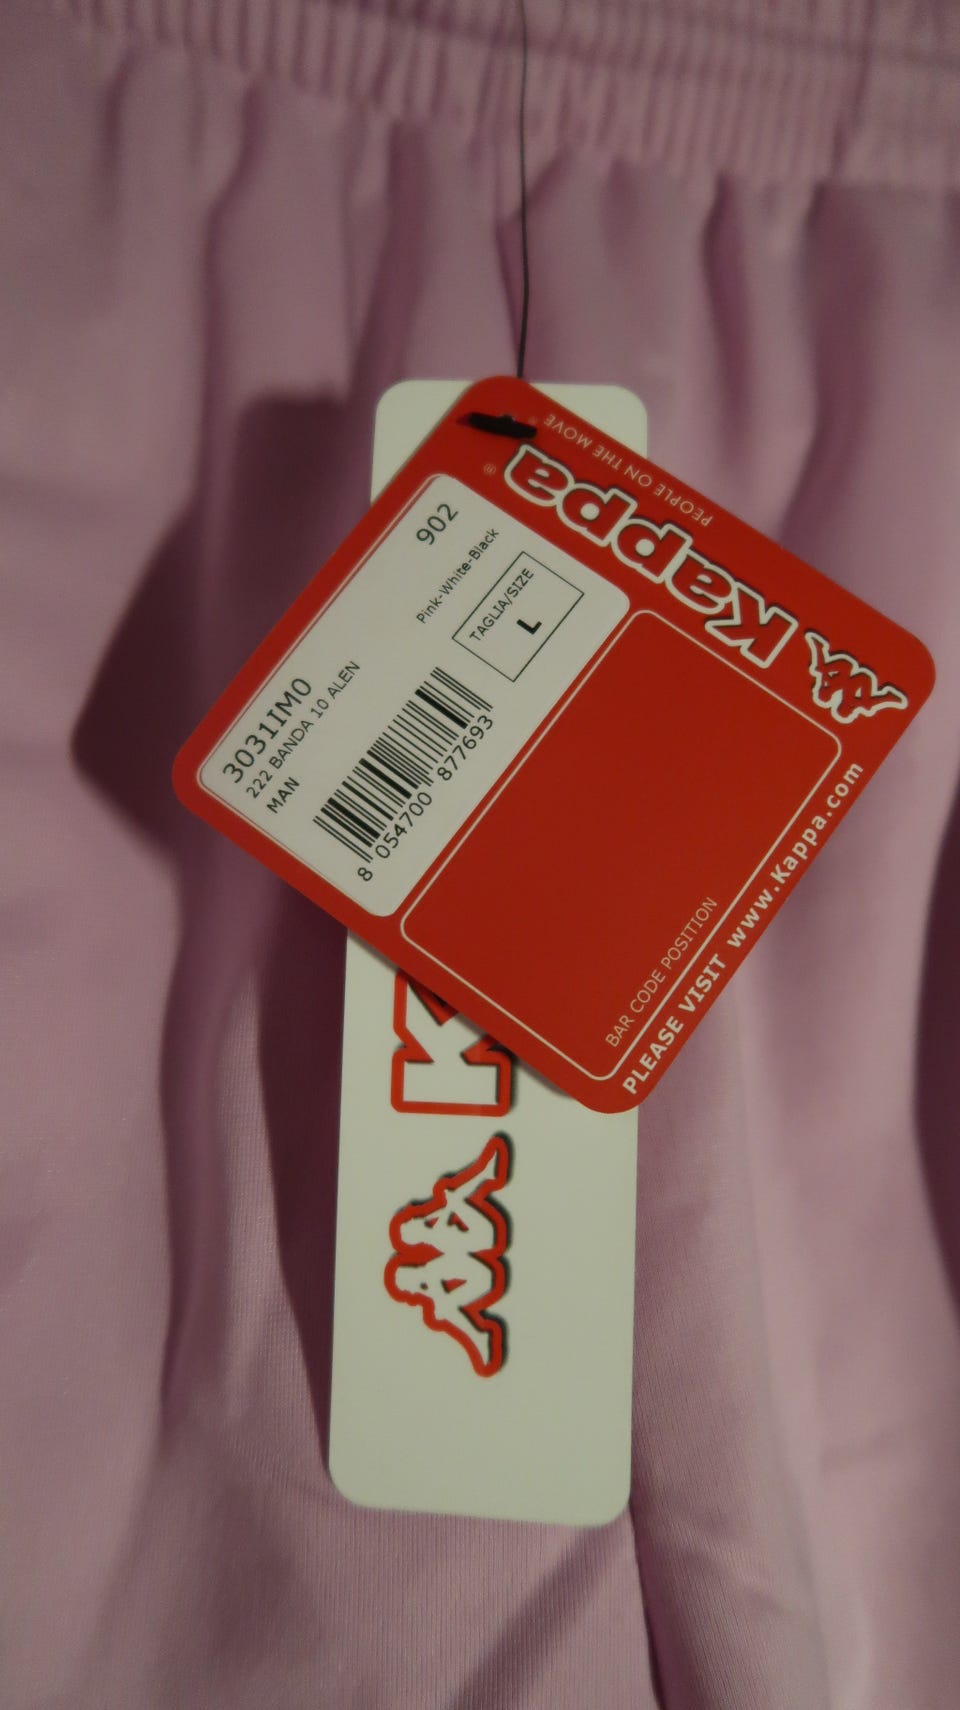 PEOPLE ON THE MOVE
®
Kappa
®
3031IM0 902
222 BANDA 10 ALEN Pink-White-Black
MAN
TAGLIA/SIZE
L
8 054700 877693
BAR CODE POSITION
PLEASE VISIT www.Kappa.com
K